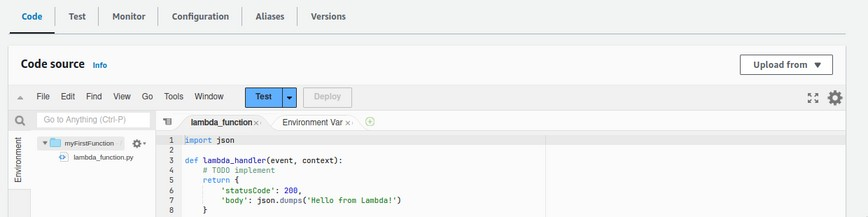 Code Test Monitor Configuration Aliases Versions
Code source Info Upload from
File Edit Find View Go Tools Window Test Deploy
Go to Anything (Ctrl-P) lambda_function Environment Var
Environment
myFirstFunction
lambda_function.py
1 import json
2
3 def lambda_handler(event, context):
4 # TODO implement
5 return {
6 'statusCode': 200,
7 'body': json.dumps('Hello from Lambda!')
8 }